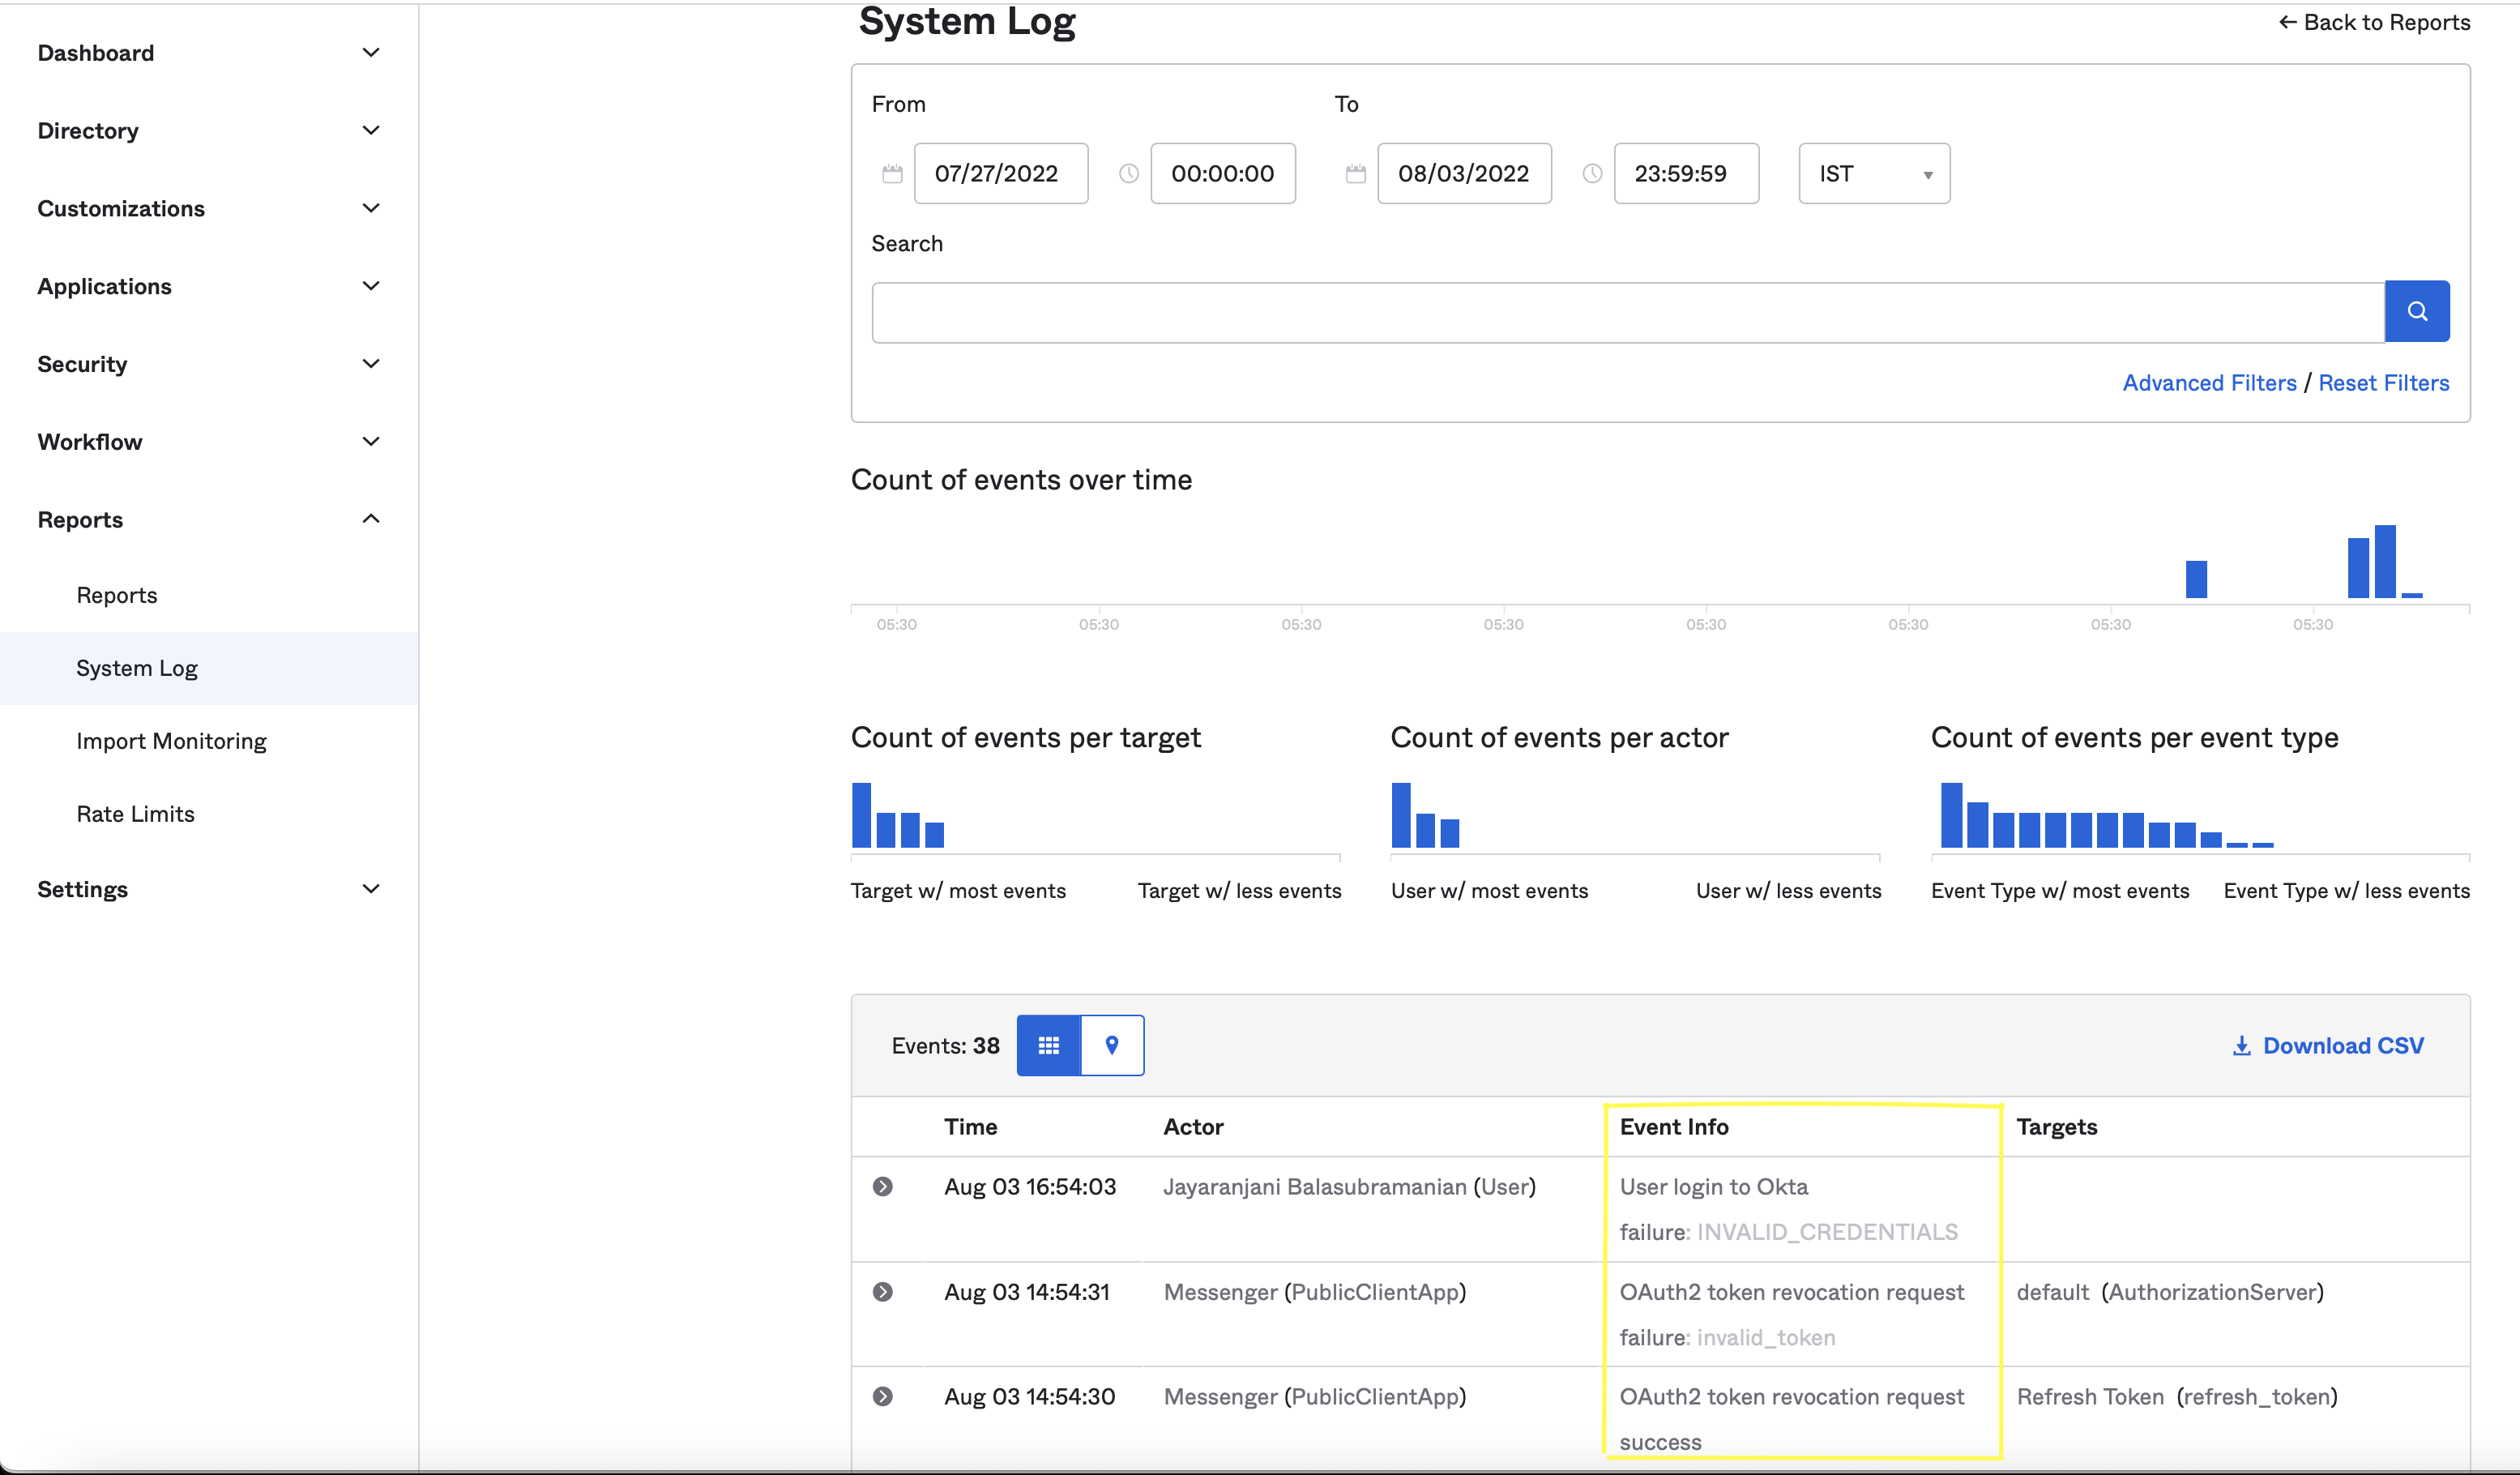 System Log
← Back to Reports
Dashboard
Directory
Customizations
Applications
Security
Workflow
Reports
Reports
System Log
Import Monitoring
Rate Limits
Settings
From To
07/27/2022 00:00:00 08/03/2022 23:59:59 IST
Search
Advanced Filters / Reset Filters
Count of events over time
05:30 05:30 05:30 05:30 05:30 05:30 05:30 05:30
Count of events per target Count of events per actor Count of events per event type
Target w/ most events Target w/ less events User w/ most events User w/ less events Event Type w/ most events Event Type w/ less events
Events: 38 Download CSV
Time Actor Event Info Targets
Aug 03 16:54:03 Jayaranjani Balasubramanian (User) User login to Okta
failure: INVALID_CREDENTIALS
Aug 03 14:54:31 Messenger (PublicClientApp) OAuth2 token revocation request default (AuthorizationServer)
failure: invalid_token
Aug 03 14:54:30 Messenger (PublicClientApp) OAuth2 token revocation request Refresh Token (refresh_token)
success